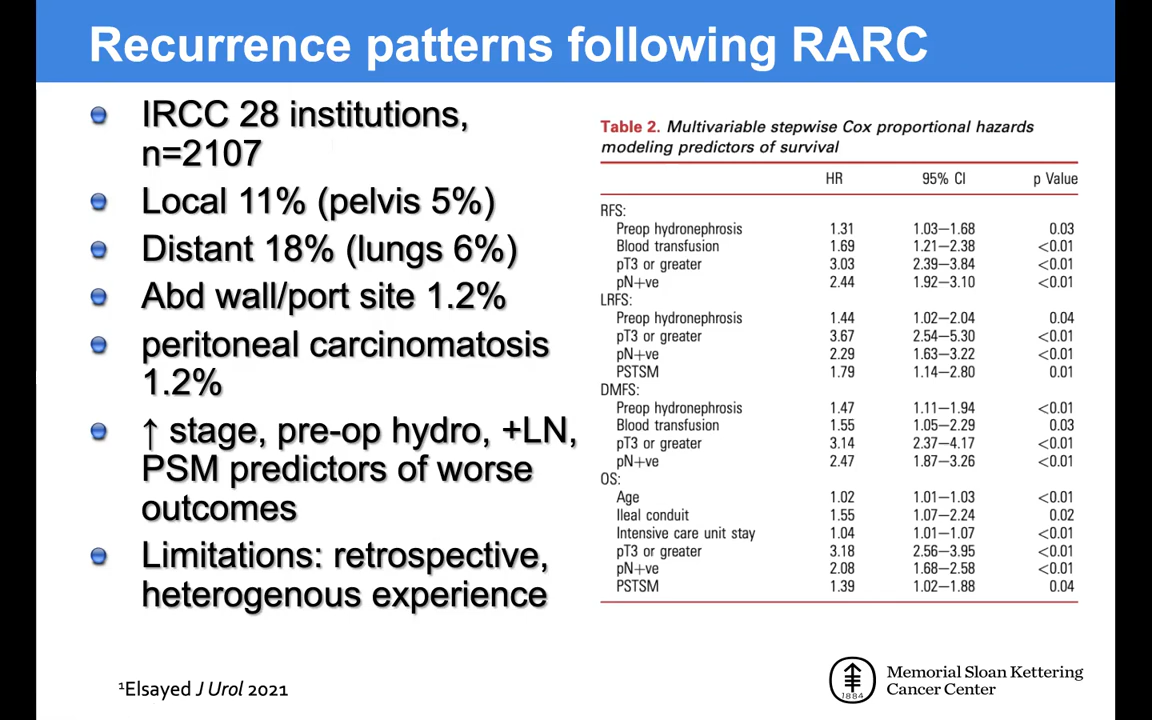 Recurrence patterns following RARC
IRCC 28 institutions,
n=2107
Local 11% (pelvis 5%)
Distant 18% (lungs 6%)
Abd wall/port site 1.2%
peritoneal carcinomatosis
1.2%
↑ stage, pre-op hydro, +LN,
PSM predictors of worse
outcomes
Limitations: retrospective,
heterogenous experience
Table 2. Multivariable stepwise Cox proportional hazards
modeling predictors of survival
HR 95% CI p Value
RFS:
Preop hydronephrosis 1.31 1.03–1.68 0.03
Blood transfusion 1.69 1.21–2.38 <0.01
pT3 or greater 3.03 2.39–3.84 <0.01
pN+ve 2.44 1.92–3.10 <0.01
LRFS:
Preop hydronephrosis 1.44 1.02–2.04 0.04
pT3 or greater 3.67 2.54–5.30 <0.01
pN+ve 2.29 1.63–3.22 <0.01
PSTSM 1.79 1.14–2.80 0.01
DMFS:
Preop hydronephrosis 1.47 1.11–1.94 <0.01
Blood transfusion 1.55 1.05–2.29 0.03
pT3 or greater 3.14 2.37–4.17 <0.01
pN+ve 2.47 1.87–3.26 <0.01
OS:
Age 1.02 1.01–1.03 <0.01
Ileal conduit 1.55 1.07–2.24 0.02
Intensive care unit stay 1.04 1.01–1.07 <0.01
pT3 or greater 3.18 2.56–3.95 <0.01
pN+ve 2.08 1.68–2.58 <0.01
PSTSM 1.39 1.02–1.88 0.04
¹Elsayed J Urol 2021
1884
Memorial Sloan Kettering
Cancer Center